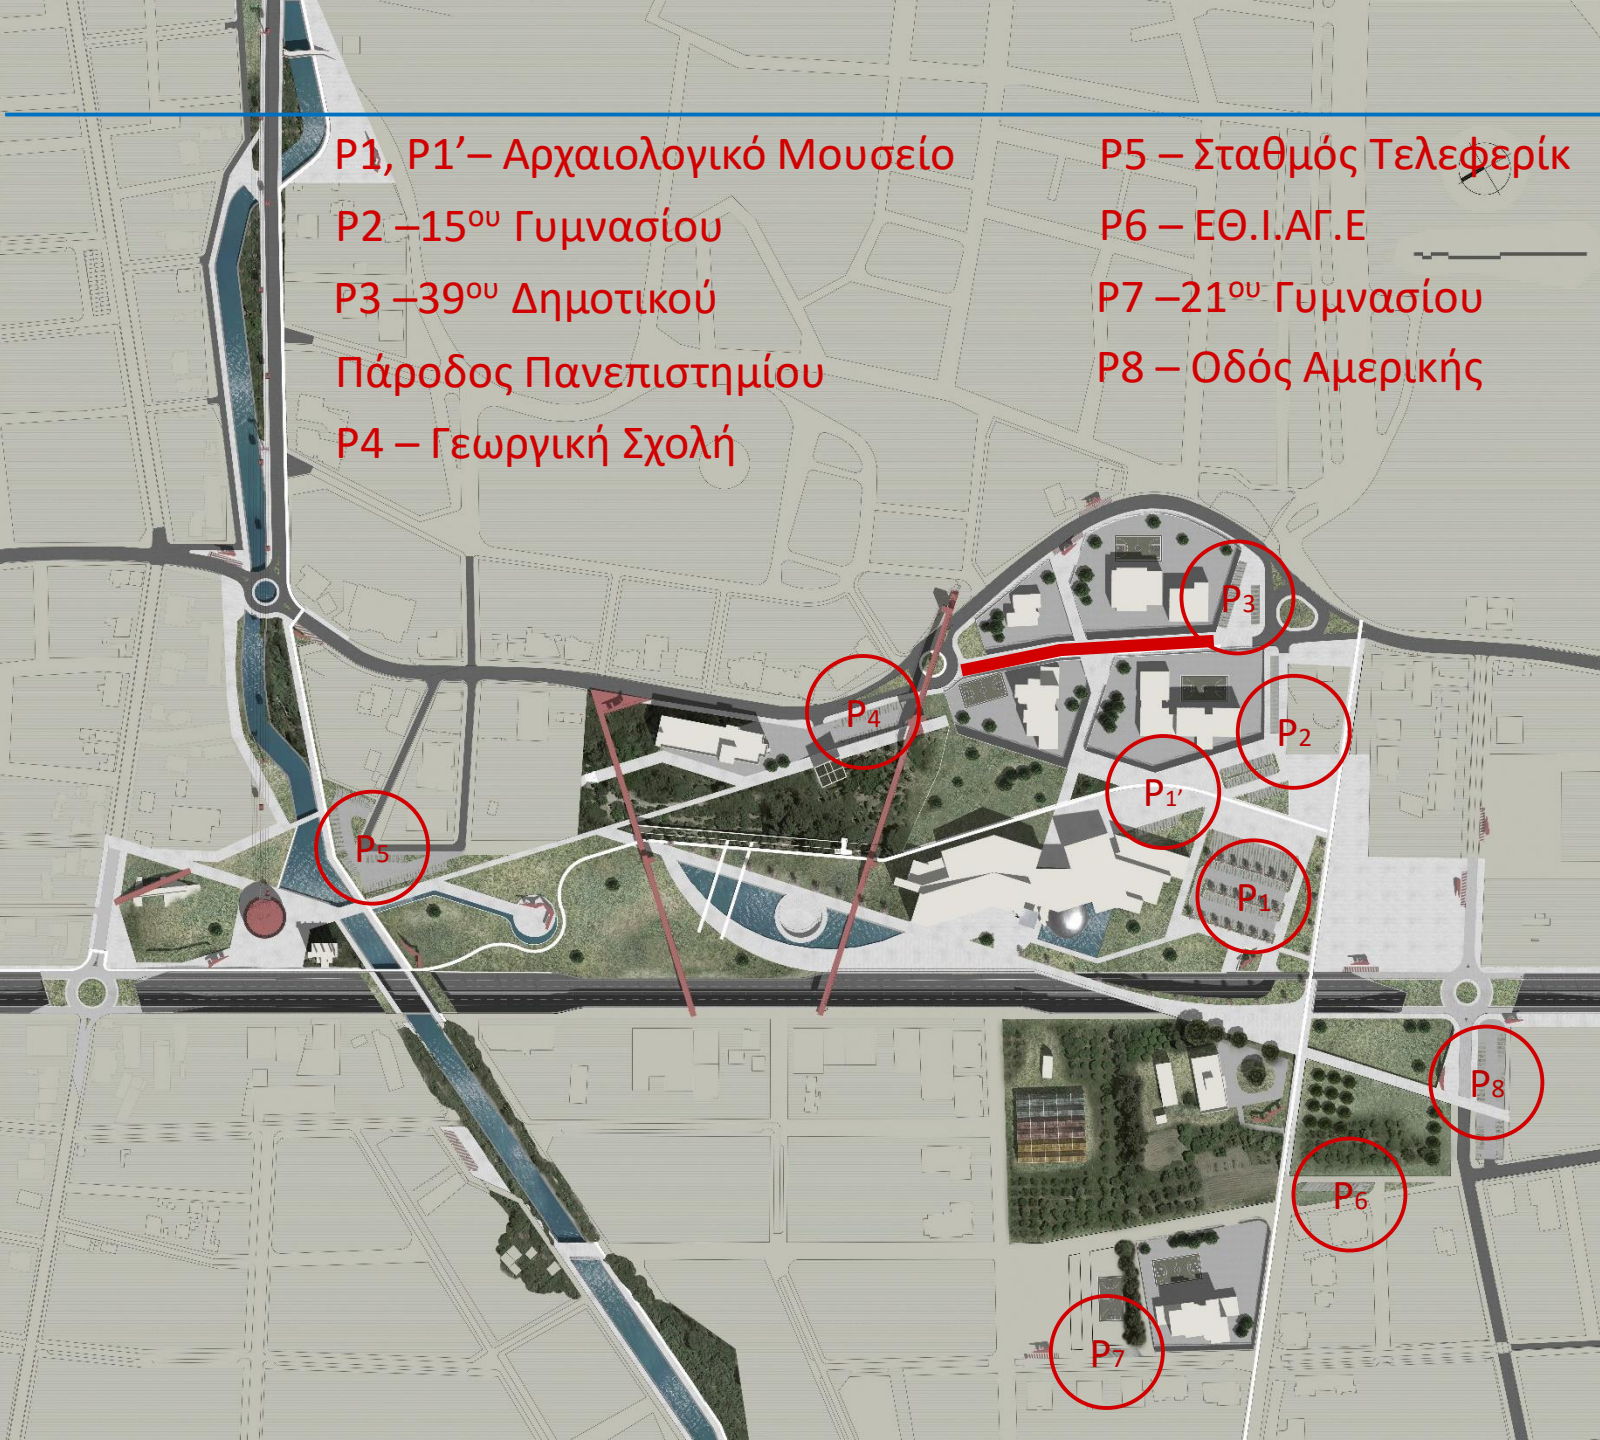 P1, P1’– Αρχαιολογικό Μουσείο
P2 –15ου Γυμνασίου
P3 –39ου Δημοτικού
Πάροδος Πανεπιστημίου
P4 – Γεωργική Σχολή
P5 – Σταθμός Τελεφερίκ
P6 – ΕΘ.Ι.ΑΓ.Ε
P7 –21ου Γυμνασίου
P8 – Οδός Αμερικής
P3
P4
P2
P1’
P5
P1
P8
P6
P7